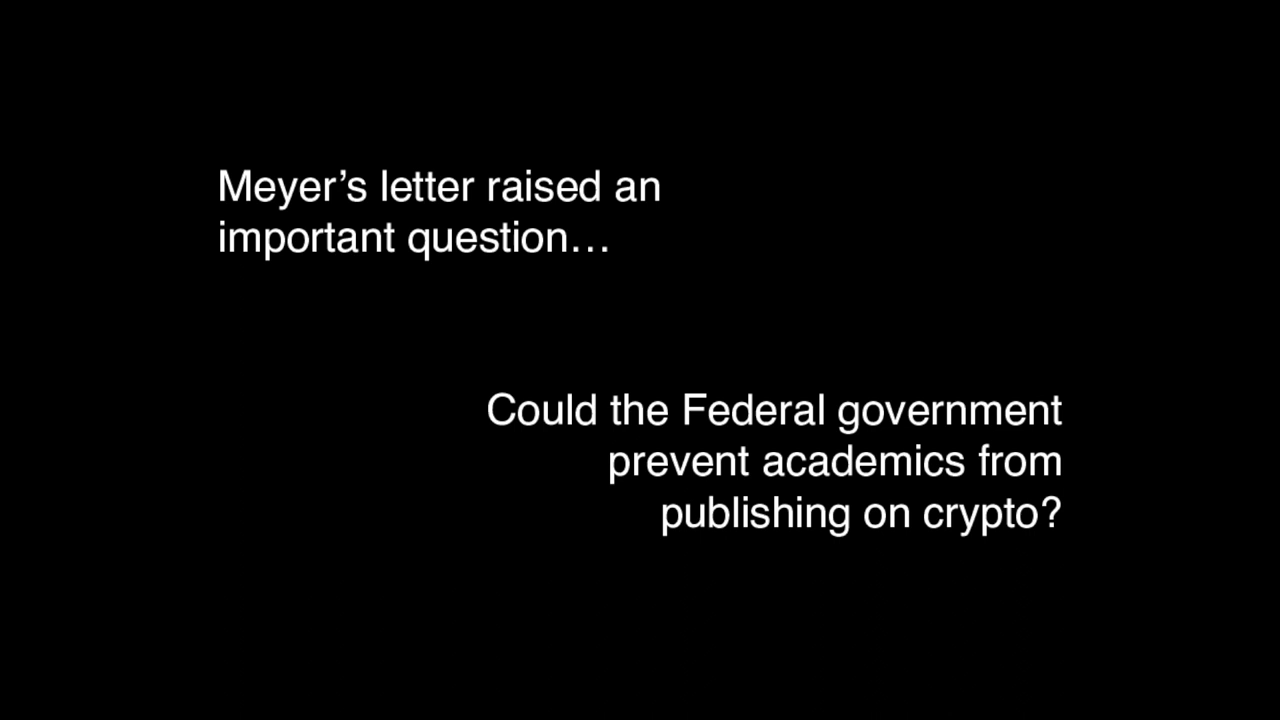 Meyer’s letter raised an
important question…
Could the Federal government
prevent academics from
publishing on crypto?